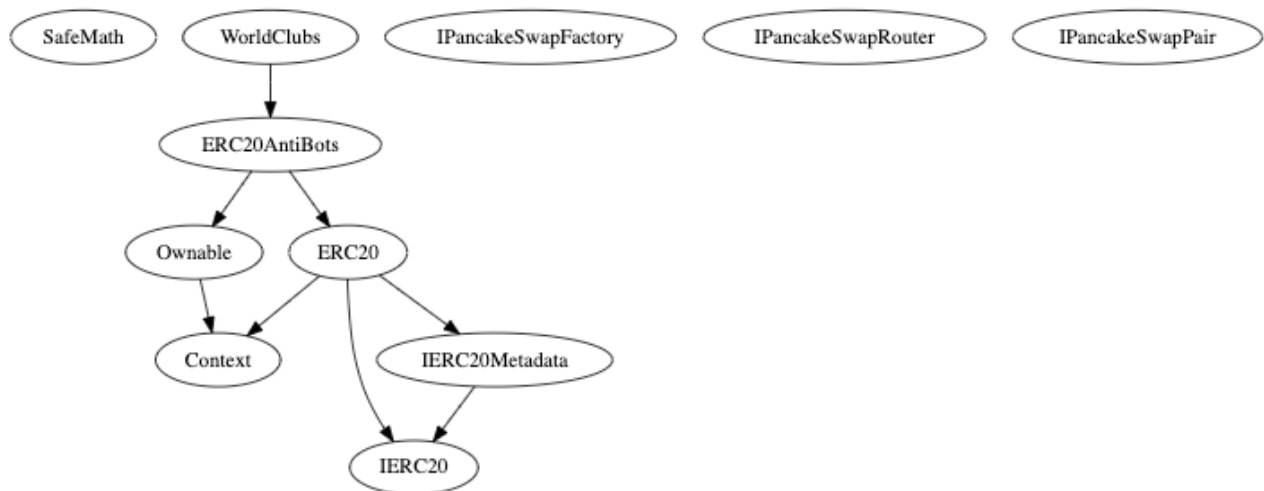 SafeMath
WorldClubs
IPancakeSwapFactory
IPancakeSwapRouter
IPancakeSwapPair
ERC20AntiBots
Ownable
ERC20
Context
IERC20Metadata
IERC20